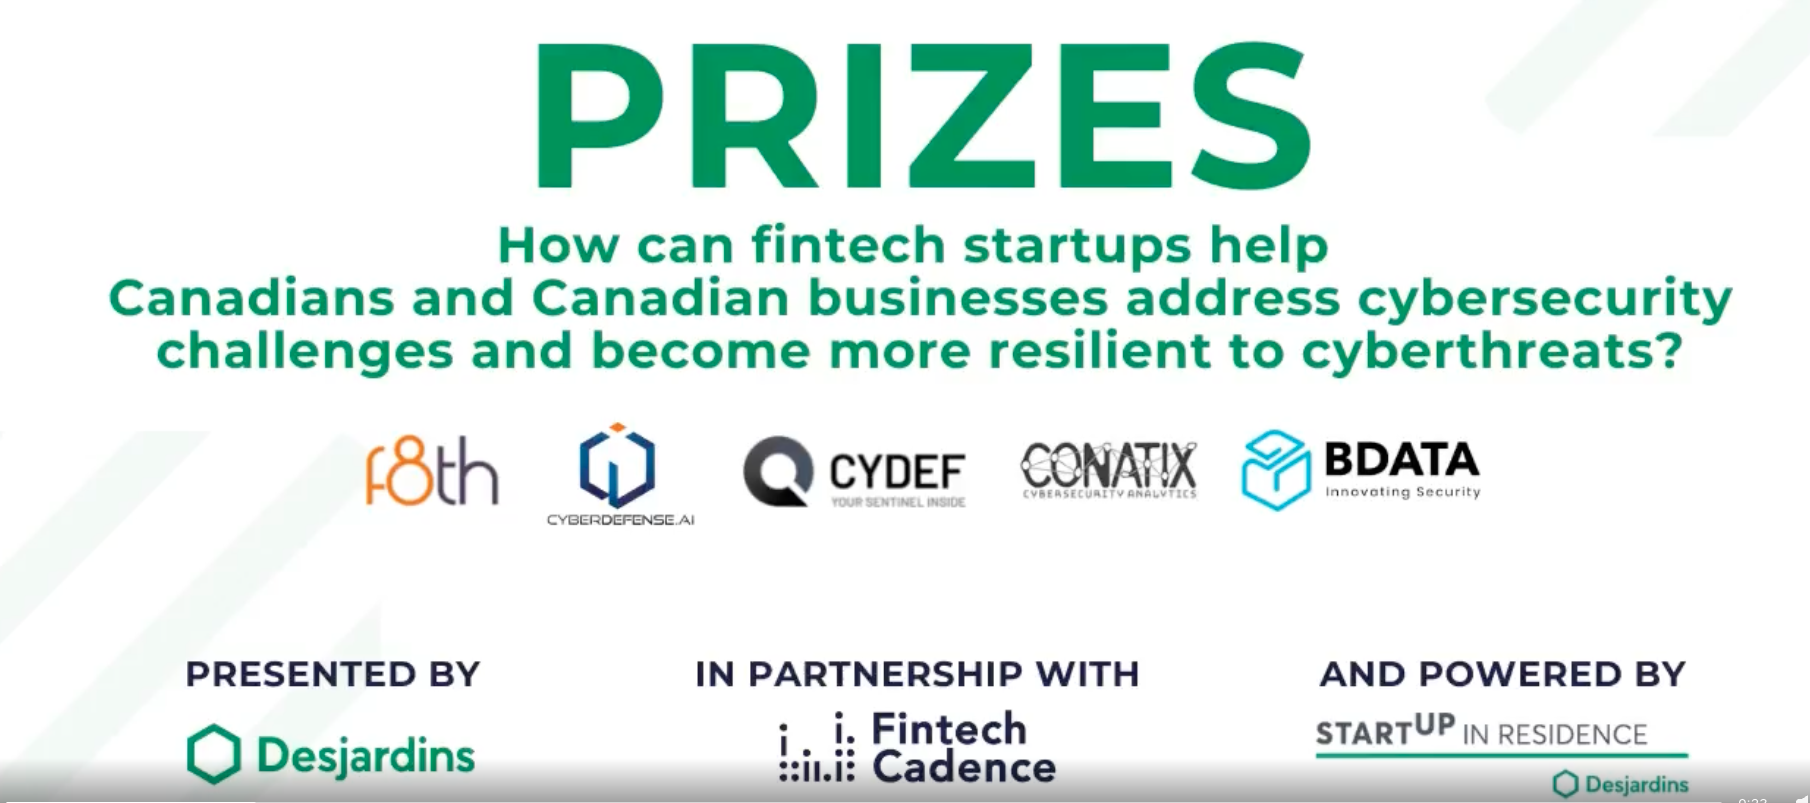 PRIZES
How can fintech startups help
Canadians and Canadian businesses address cybersecurity
challenges and become more resilient to cyberthreats?
f8th
CYBERDEFENSE.AI
CYDEF
YOUR SENTINEL INSIDE
CONATIX
CYBERSECURITY ANALYTICS
BDATA
Innovating Security
PRESENTED BY
Desjardins
IN PARTNERSHIP WITH
Fintech
Cadence
AND POWERED BY
STARTUP IN RESIDENCE
Desjardins